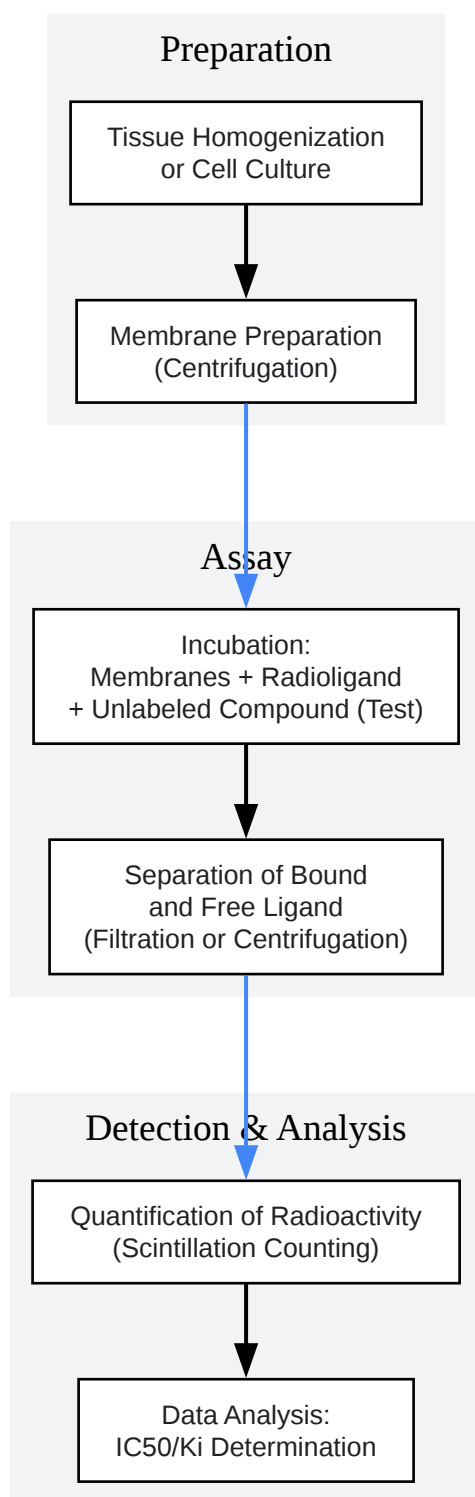 Preparation
Tissue Homogenization
or Cell Culture
Membrane Preparation
(Centrifugation)
Assay
Incubation:
Membranes + Radioligand
+ Unlabeled Compound (Test)
Separation of Bound
and Free Ligand
(Filtration or Centrifugation)
Detection & Analysis
Quantification of Radioactivity
(Scintillation Counting)
Data Analysis:
IC50/Ki Determination